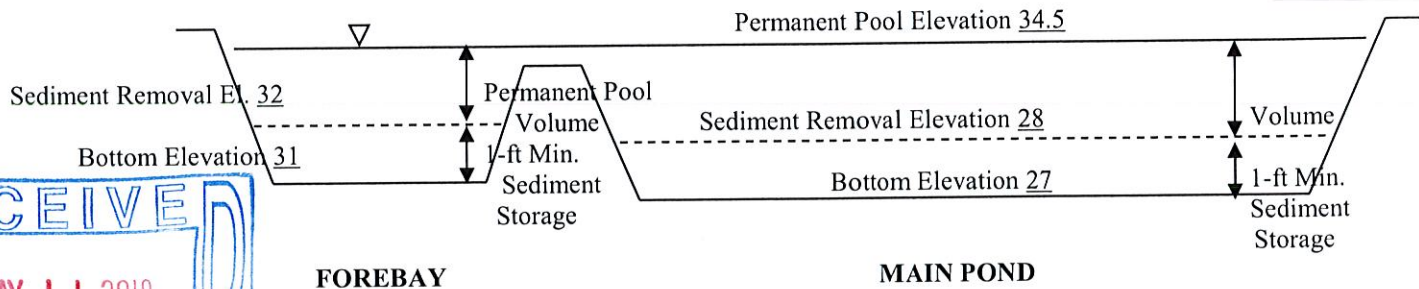 Permanent Pool Elevation 34.5
Sediment Removal El. 32
Permanent Pool
Volume
Sediment Removal Elevation 28
Volume
Bottom Elevation 31
1-ft Min.
Sediment
Storage
Bottom Elevation 27
1-ft Min.
Sediment
Storage
CEIVED
FOREBAY
MAIN POND